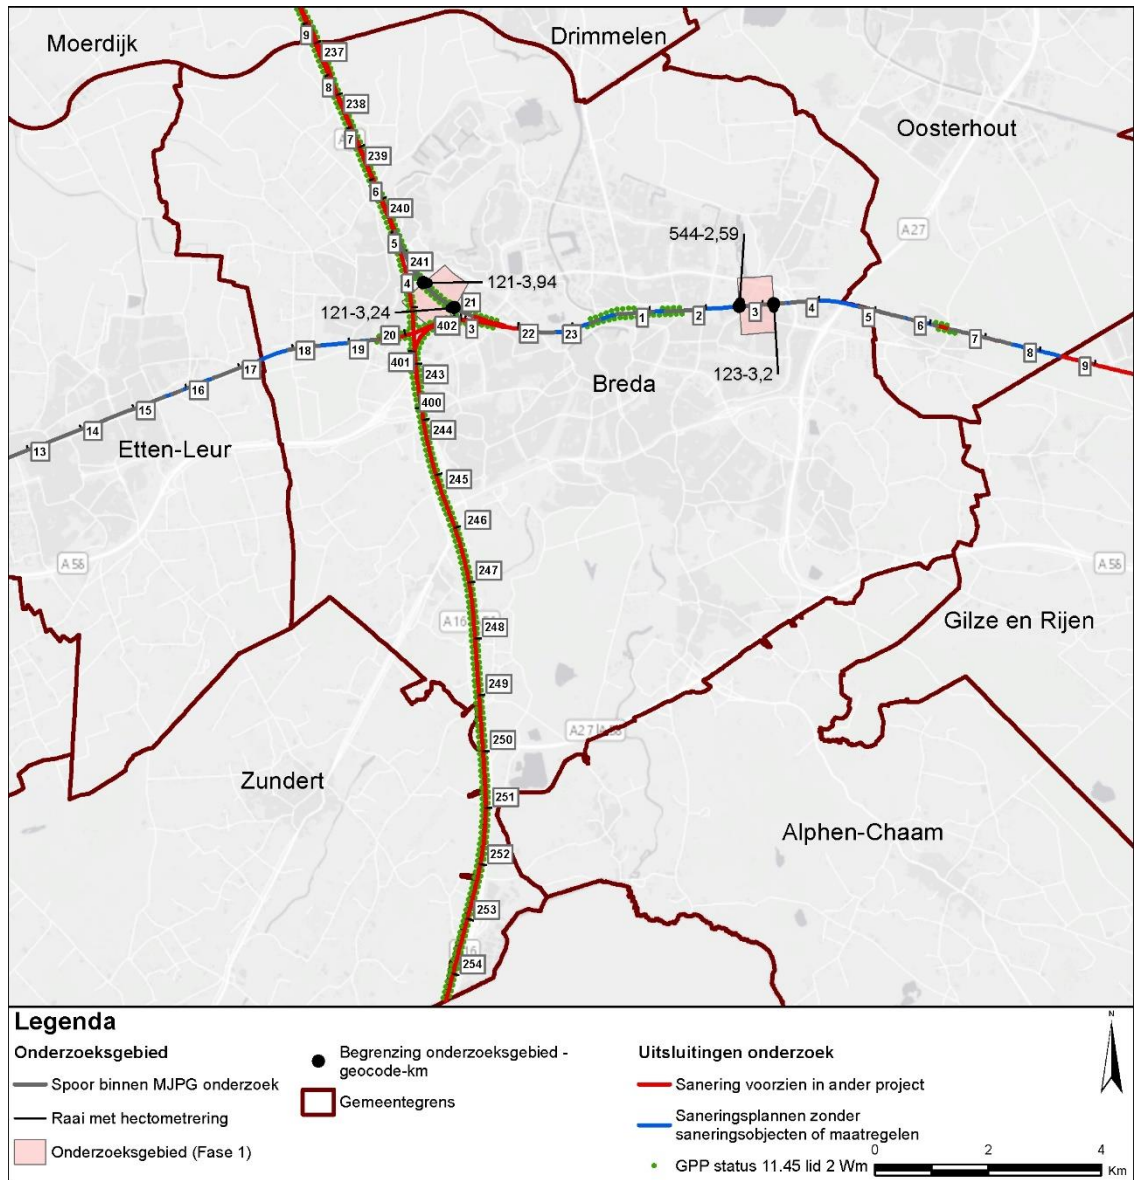 Moerdijk
Drimmelen
9
237
8
238
Oosterhout
7
239
6
240
A27
5
544-2,59
241
4
121-3,94
121-3,24
21
402
3
20
22
23
1
2
3
4
5
6
7
8
9
18
19
17
401
243
123-3,2
16
Breda
15
400
14
244
13
Etten-Leur
245
246
A58
A58
247
A16
248
Gilze en Rijen
249
250
A27|A58
Zundert
251
Alphen-Chaam
252
253
254
Legenda
Onderzoeksgebied
Spoor binnen MJPG onderzoek
Raai met hectometrering
Onderzoeksgebied (Fase 1)
Begrenzing onderzoeksgebied -
geocode-km
Gemeentegrens
Uitsluitingen onderzoek
Sanering voorzien in ander project
Saneringsplannen zonder
saneringsobjecten of maatregelen
GPP status 11.45 lid 2 Wm
N
0 2 4
Km